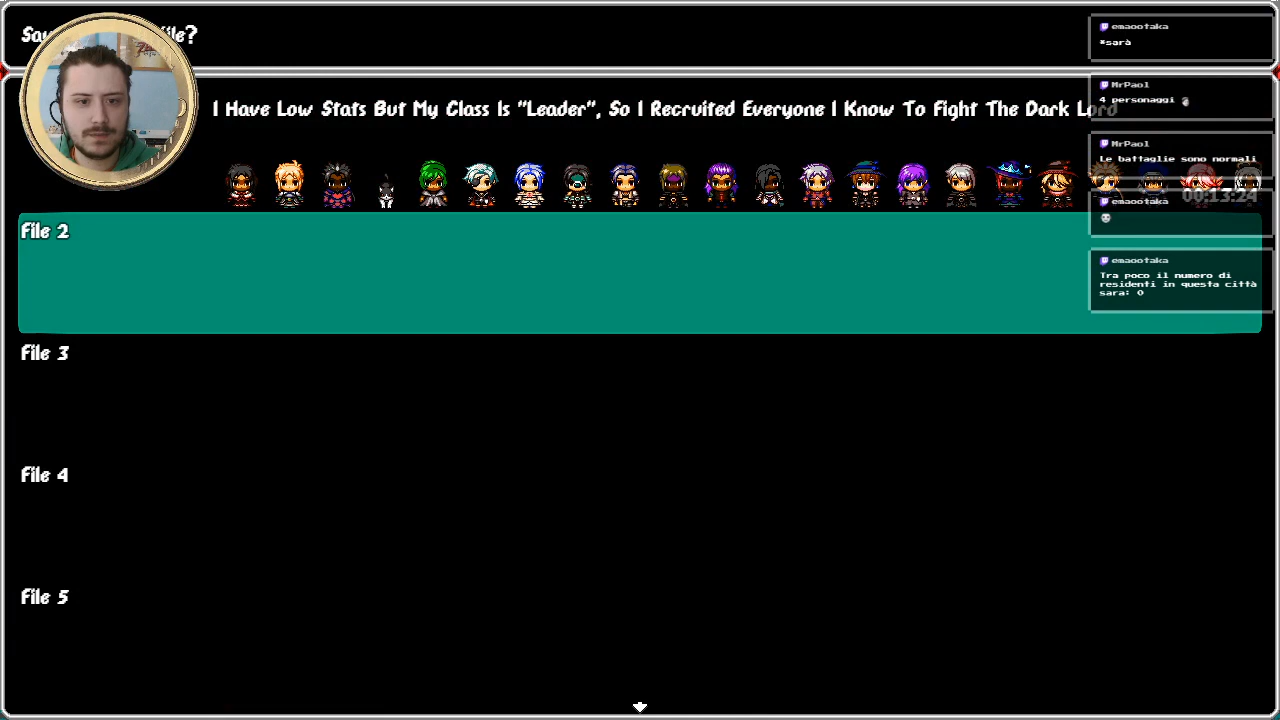 Sav ile?
I Have Low Stats But My Class Is "Leader", So I Recruited Everyone I Know To Fight The Dark Lord
00:13:24
File 2
File 3
File 4
File 5
emaootaka
*sarà
MrPaol
4 personaggi
MrPaol
Le battaglie sono normali
emaootaka
emaootaka
Tra poco il numero di
residenti in questa città
sara: 0